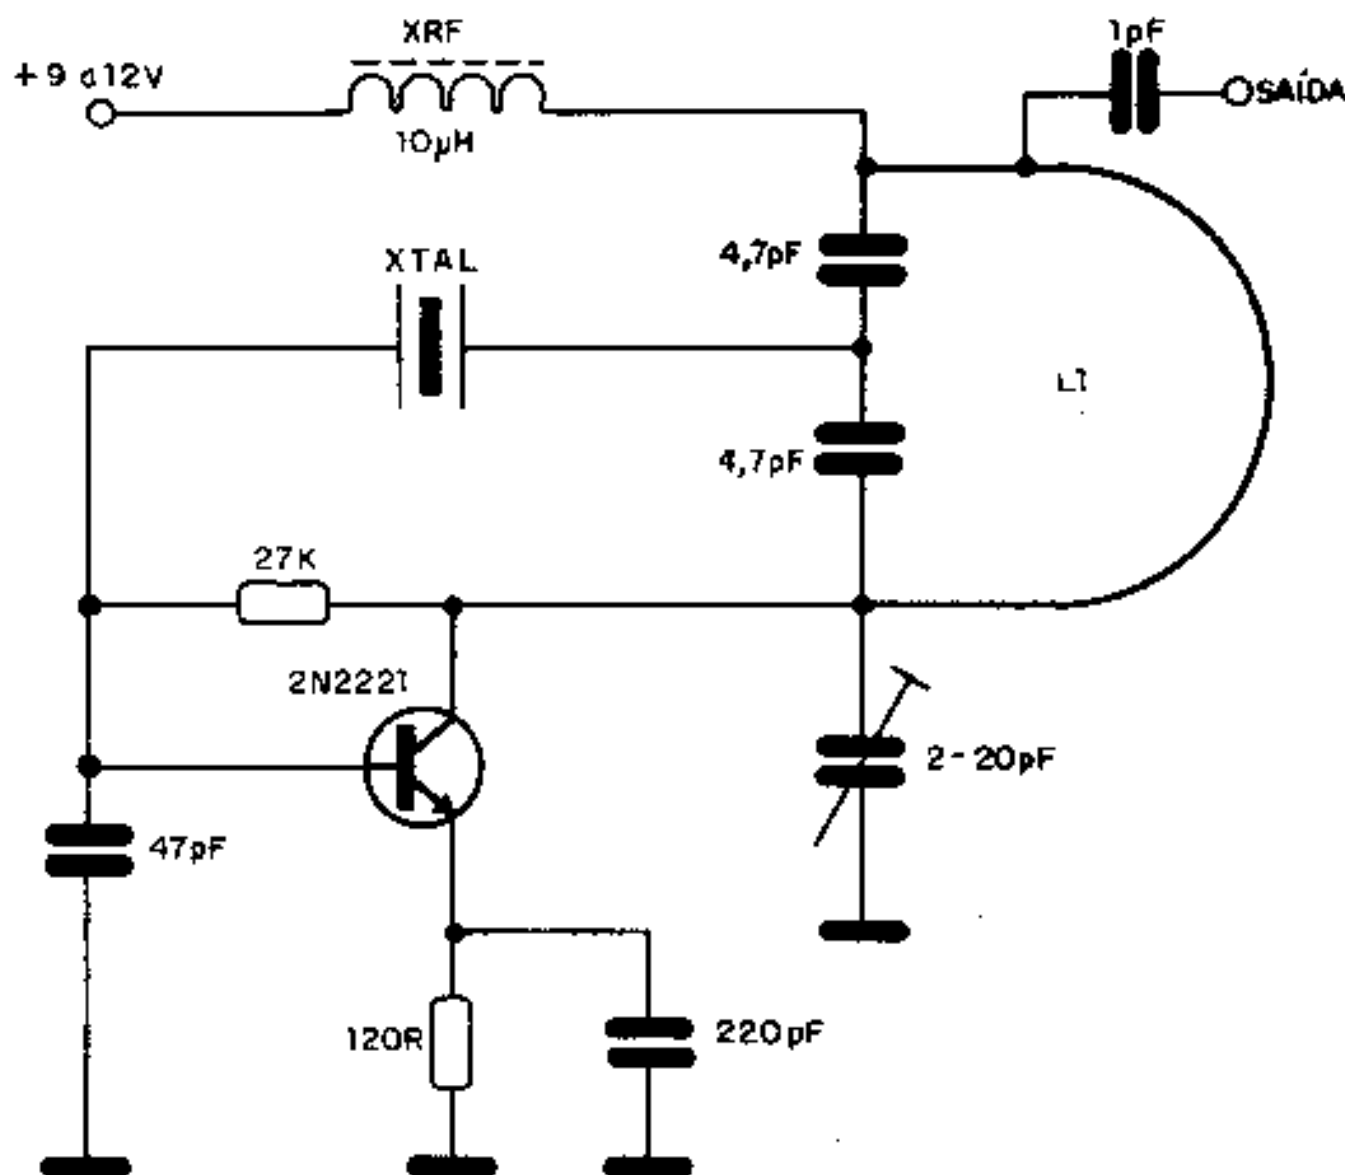 XRF
1pF
+9 a 12V
SAÍDA
10µH
4,7pF
XTAL
L1
4,7pF
27K
2N2221
2-20pF
47pF
120R
220pF